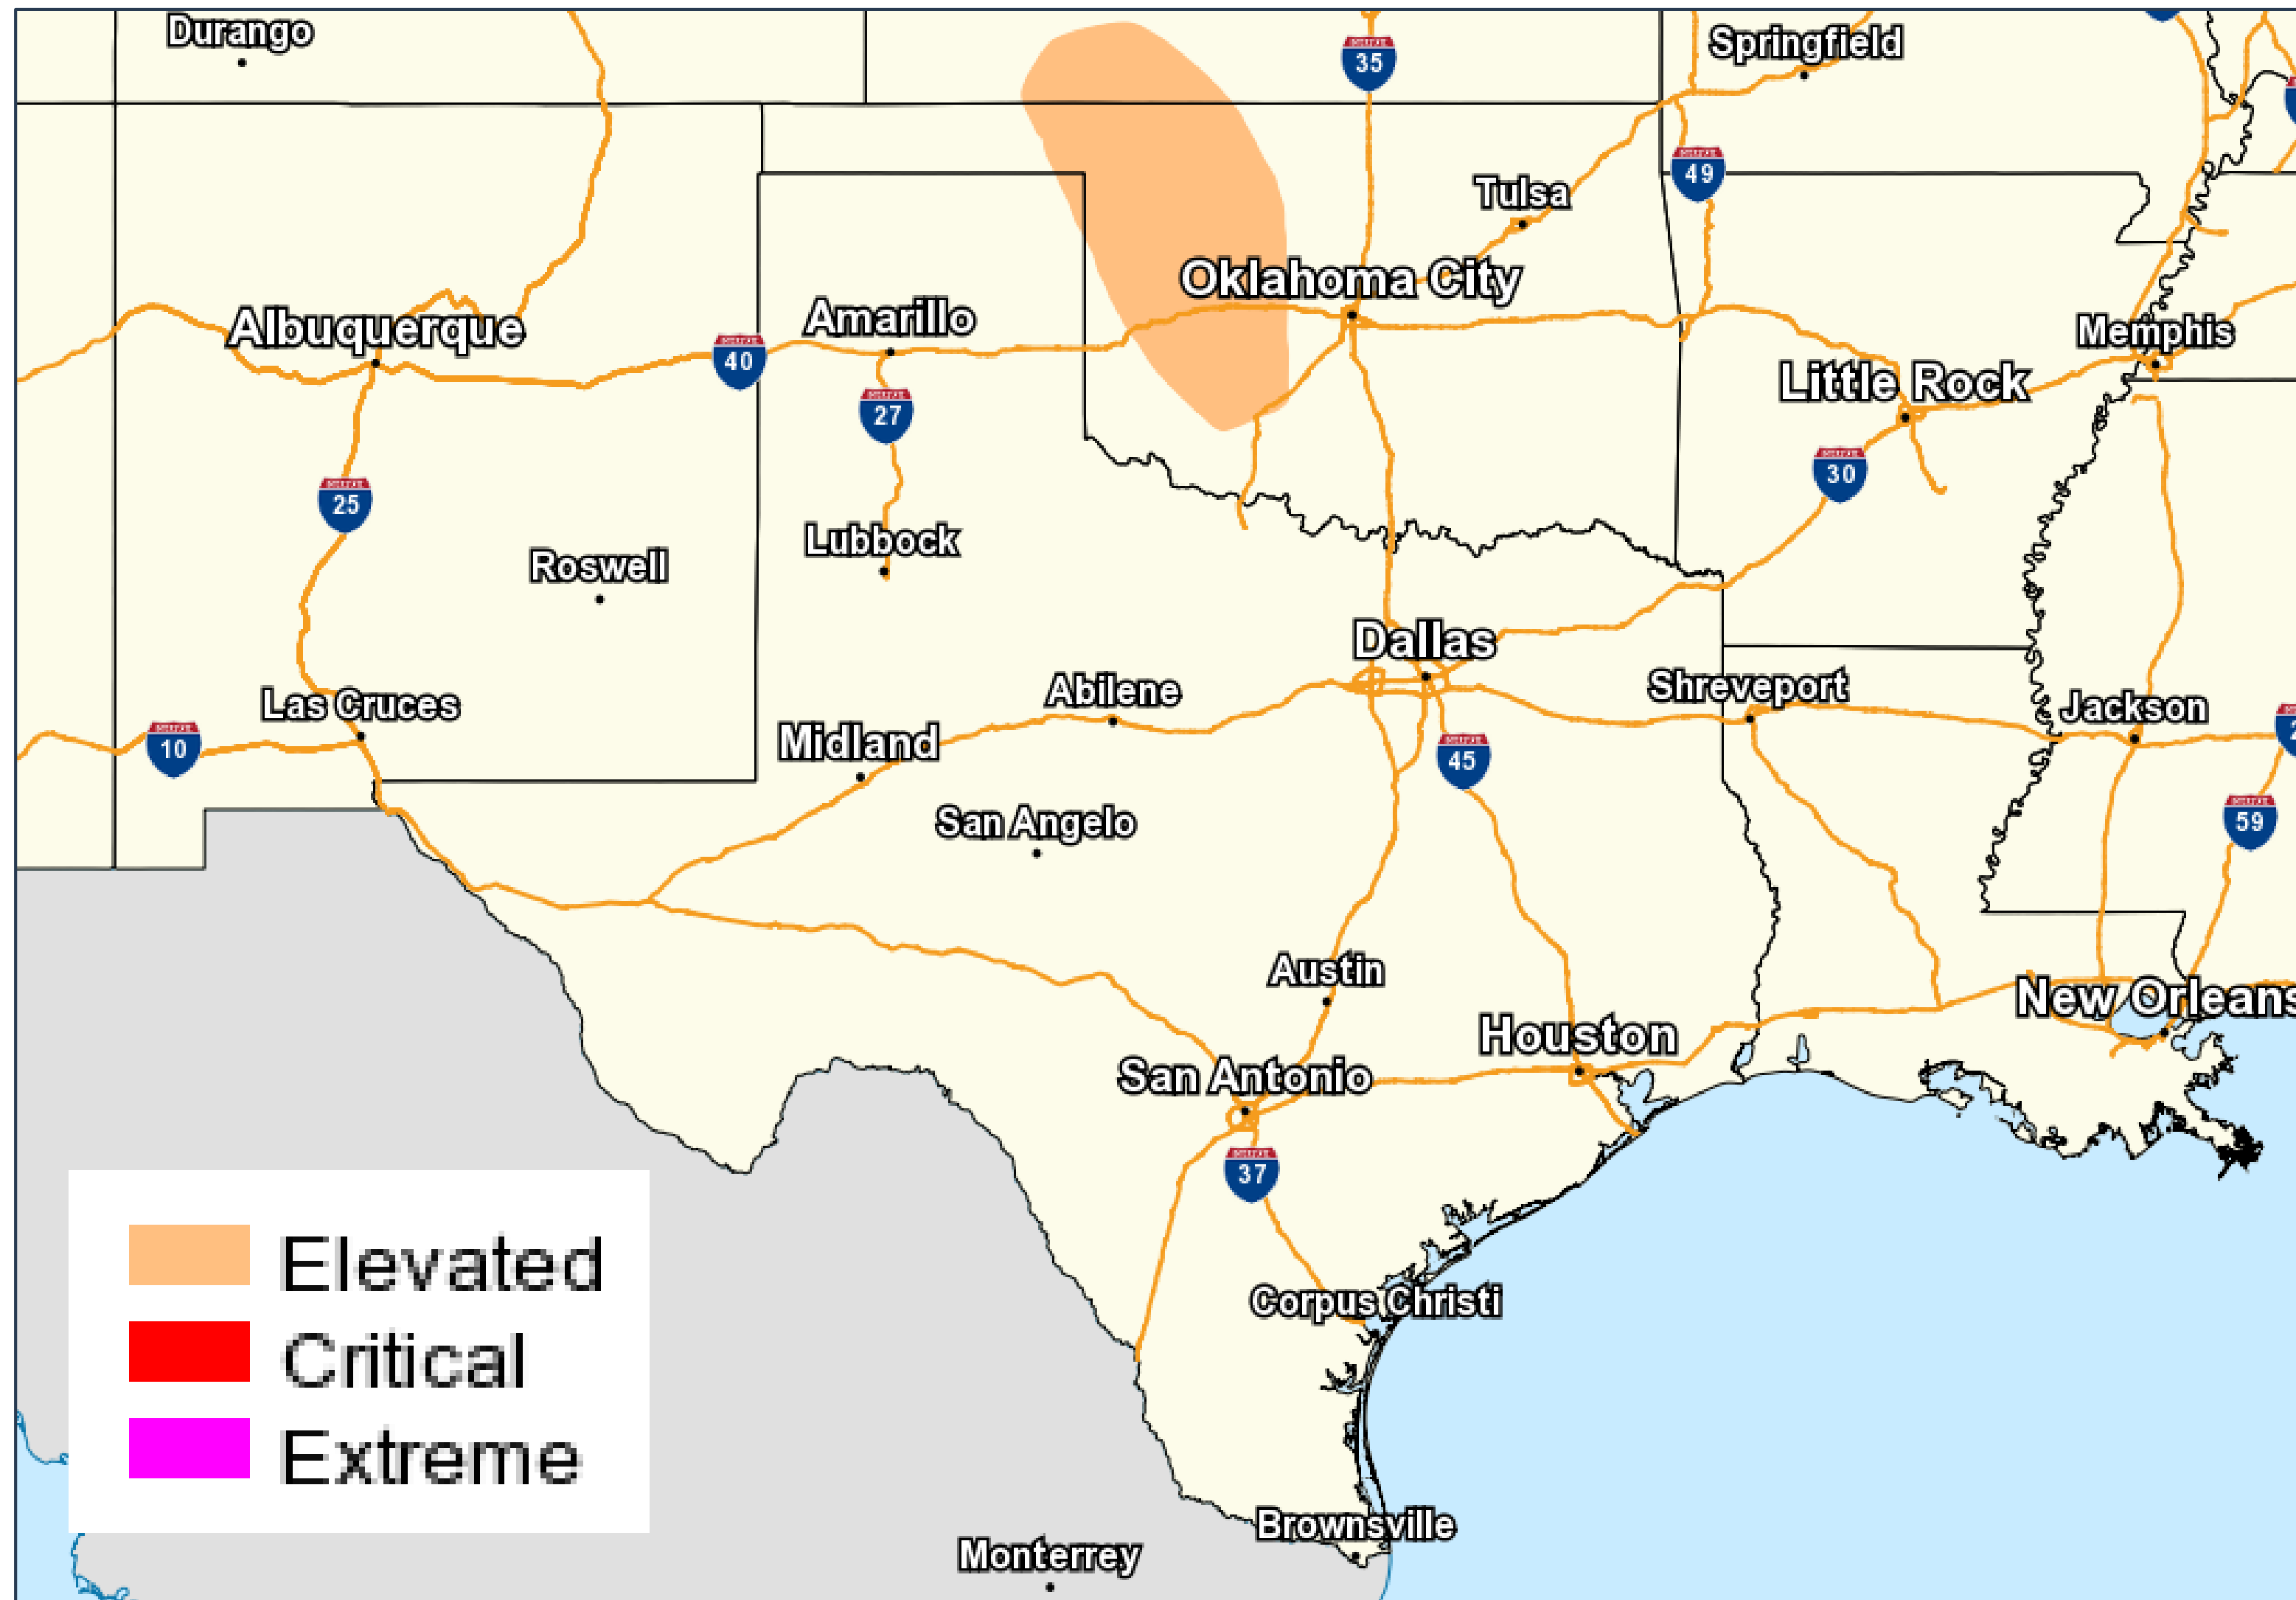 Durango
35
Springfield
49
Tulsa
Oklahoma City
Albuquerque
Amarillo
40
Memphis
Little Rock
27
30
25
Lubbock
Roswell
Dallas
Abilene
Shreveport
Las Cruces
Jackson
10
Midland
45
2
San Angelo
59
Austin
New Orleans
Houston
San Antonio
37
Elevated
Corpus Christi
Critical
Extreme
Brownsville
Monterrey